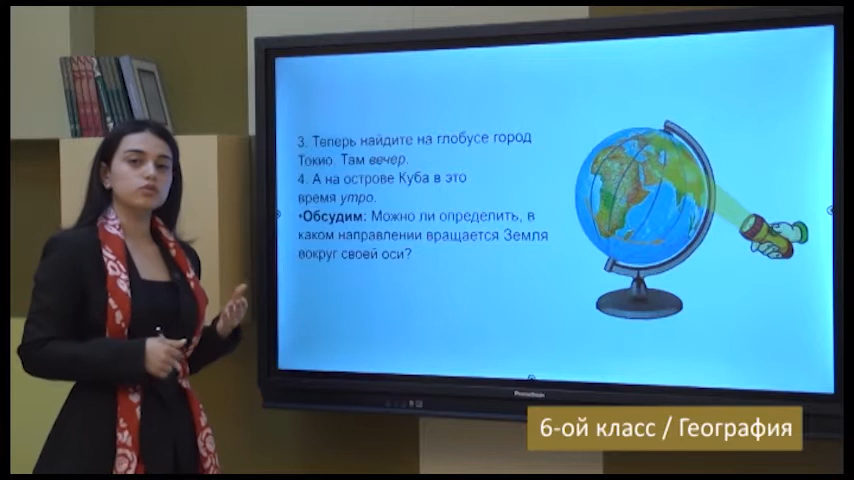 3. Теперь найдите на глобусе город
Токио. Там вечер.
4. А на острове Куба в это
время утро.
•Обсудим: Можно ли определить, в
каком направлении вращается Земля
вокруг своей оси?
Promethean
6-ой класс / География